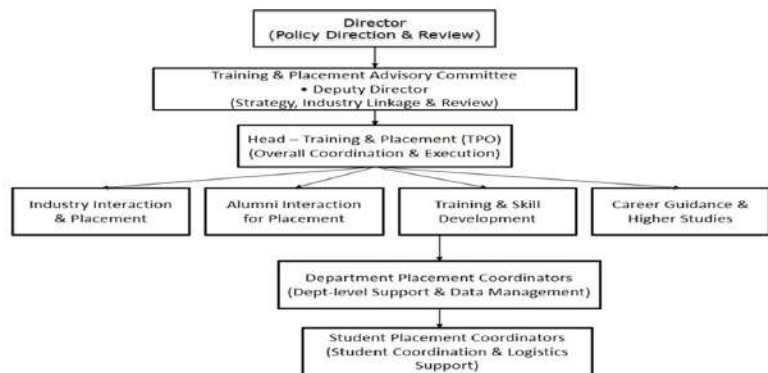 Director
(Policy Direction & Review)
Training & Placement Advisory Committee
• Deputy Director
(Strategy, Industry Linkage & Review)
Head – Training & Placement (TPO)
(Overall Coordination & Execution)
Industry Interaction
& Placement
Alumni Interaction
for Placement
Training & Skill
Development
Career Guidance &
Higher Studies
Department Placement Coordinators
(Dept-level Support & Data Management)
Student Placement Coordinators
(Student Coordination & Logistics
Support)